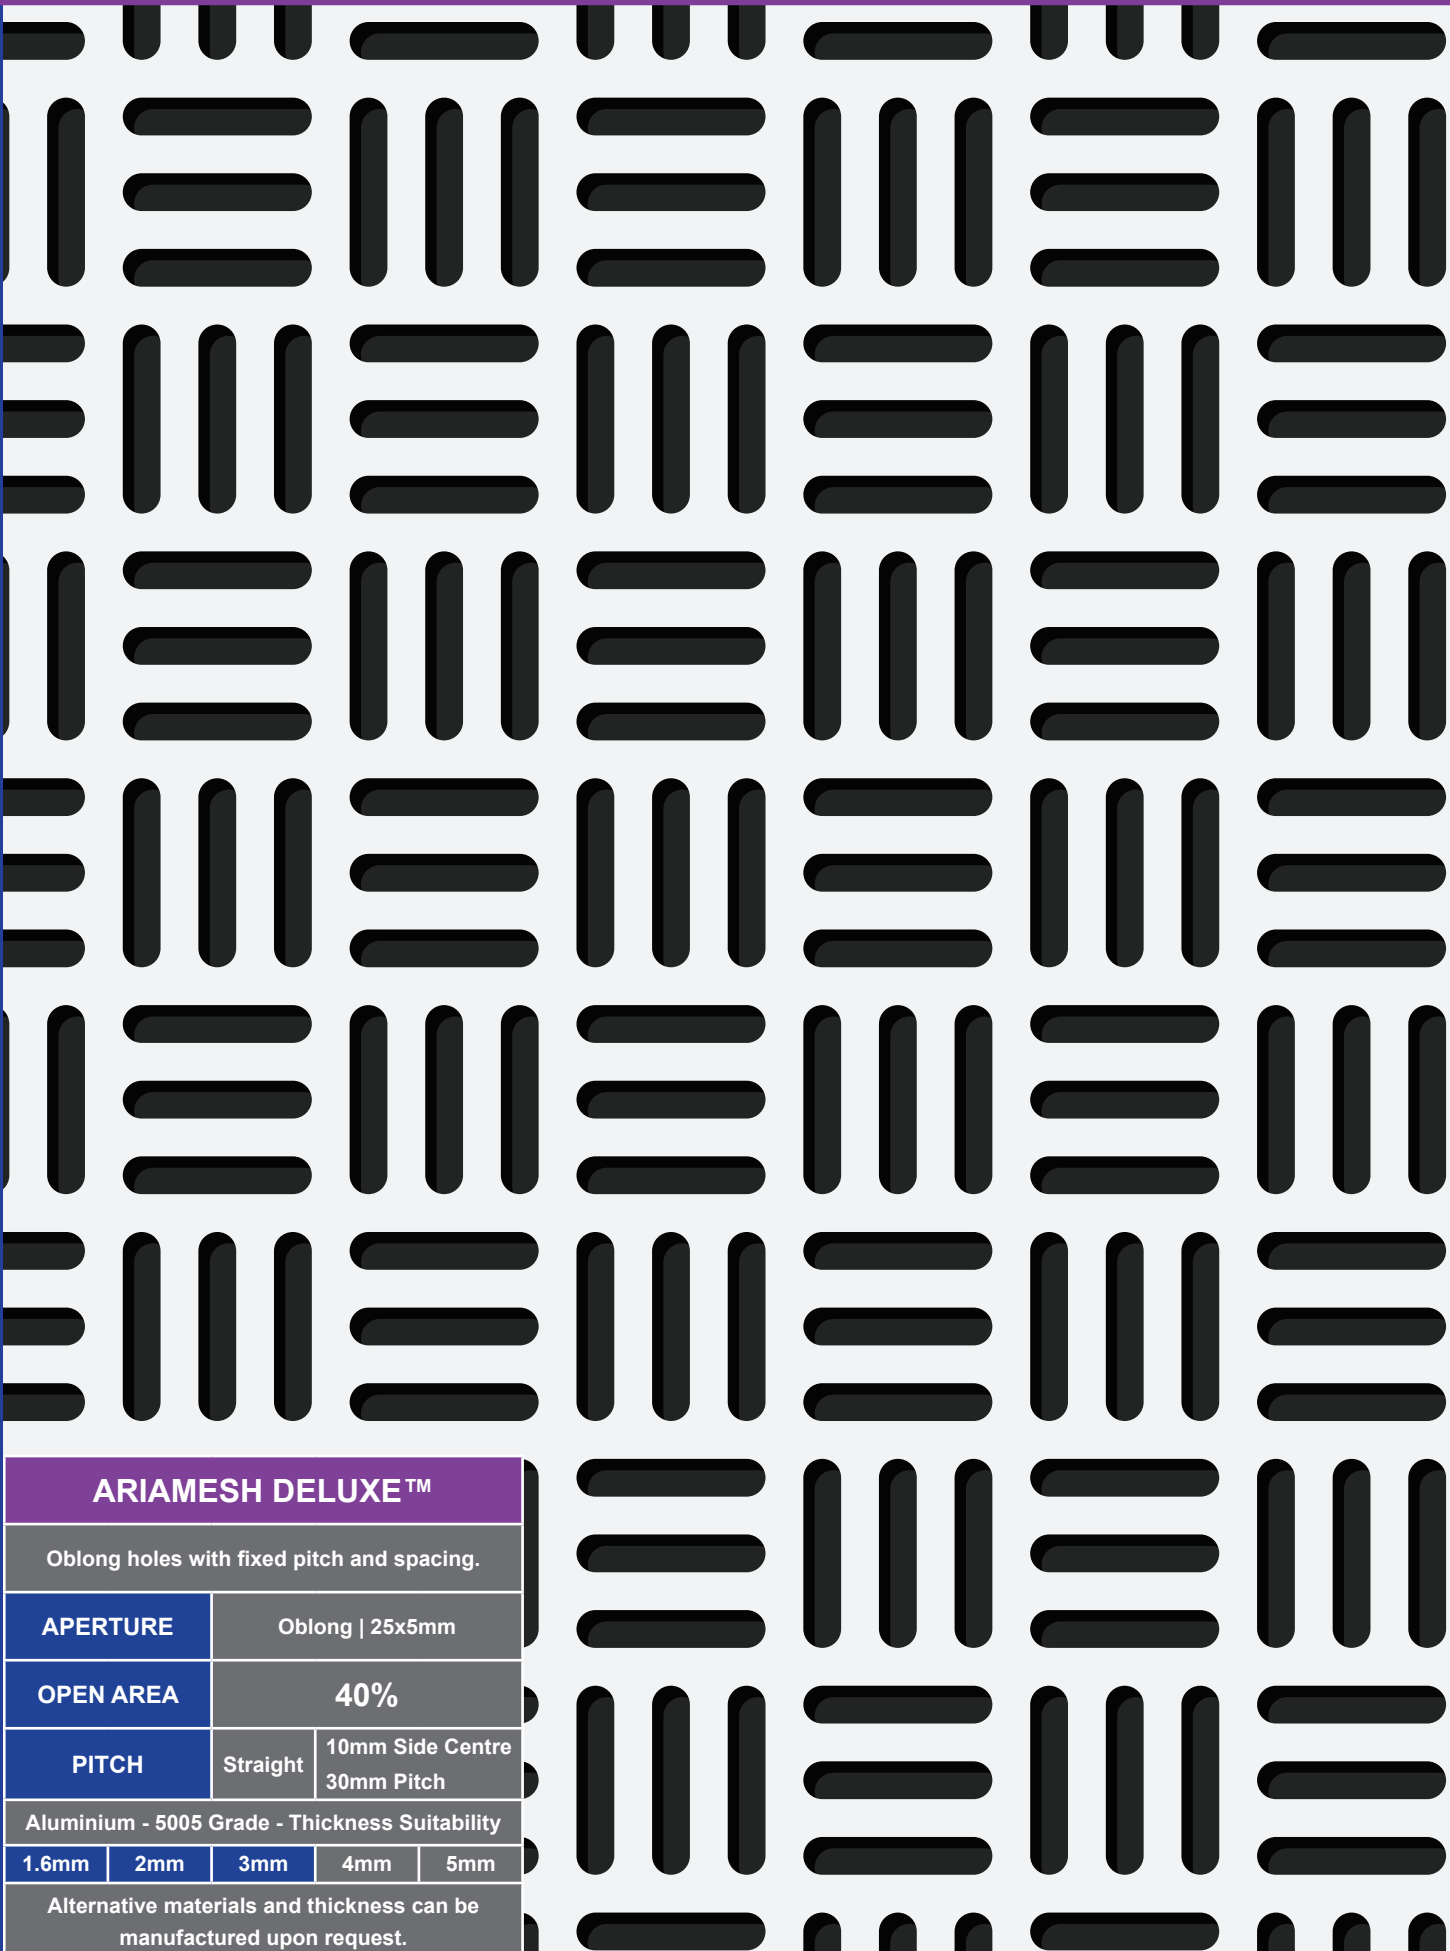 ARIAMESH DELUXE™
Oblong holes with fixed pitch and spacing.
APERTURE Oblong | 25x5mm
OPEN AREA 40%
PITCH Straight 10mm Side Centre
30mm Pitch
Aluminium - 5005 Grade - Thickness Suitability
1.6mm 2mm 3mm 4mm 5mm
Alternative materials and thickness can be
manufactured upon request.